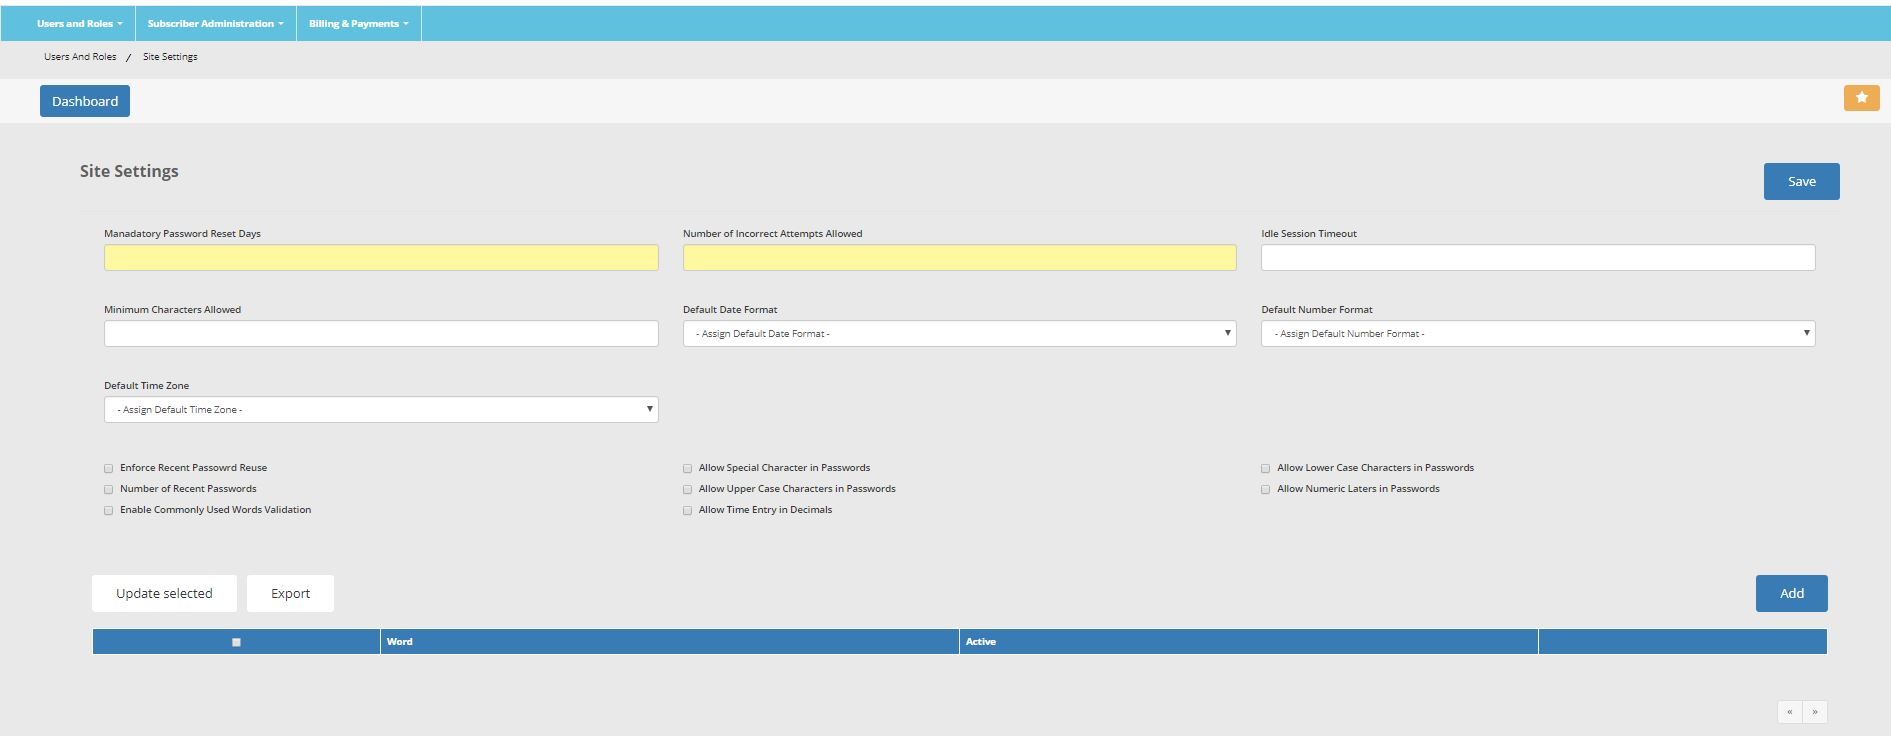 Users and Roles Subscriber Administration Billing & Payments
Users And Roles / Site Settings
Dashboard
Site Settings
Save
Manadatory Password Reset Days Number of Incorrect Attempts Allowed Idle Session Timeout
Minimum Characters Allowed Default Date Format Default Number Format
- Assign Default Date Format - - Assign Default Number Format -
Default Time Zone
- Assign Default Time Zone -
Enforce Recent Passowrd Reuse Allow Special Character in Passwords Allow Lower Case Characters in Passwords
Number of Recent Passwords Allow Upper Case Characters in Passwords Allow Numeric Laters in Passwords
Enable Commonly Used Words Validation Allow Time Entry in Decimals
Update selected Export Add
Word Active
« »